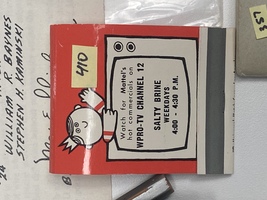 WILLIAM R. BAYNES
STEPHEN H. KAMINSKI
410
Watch for Mattel's
hot commercials on
WPRO-TV CHANNEL 12
SALTY BRINE
WEEKDAYS
4:00 - 4:30 P.M.